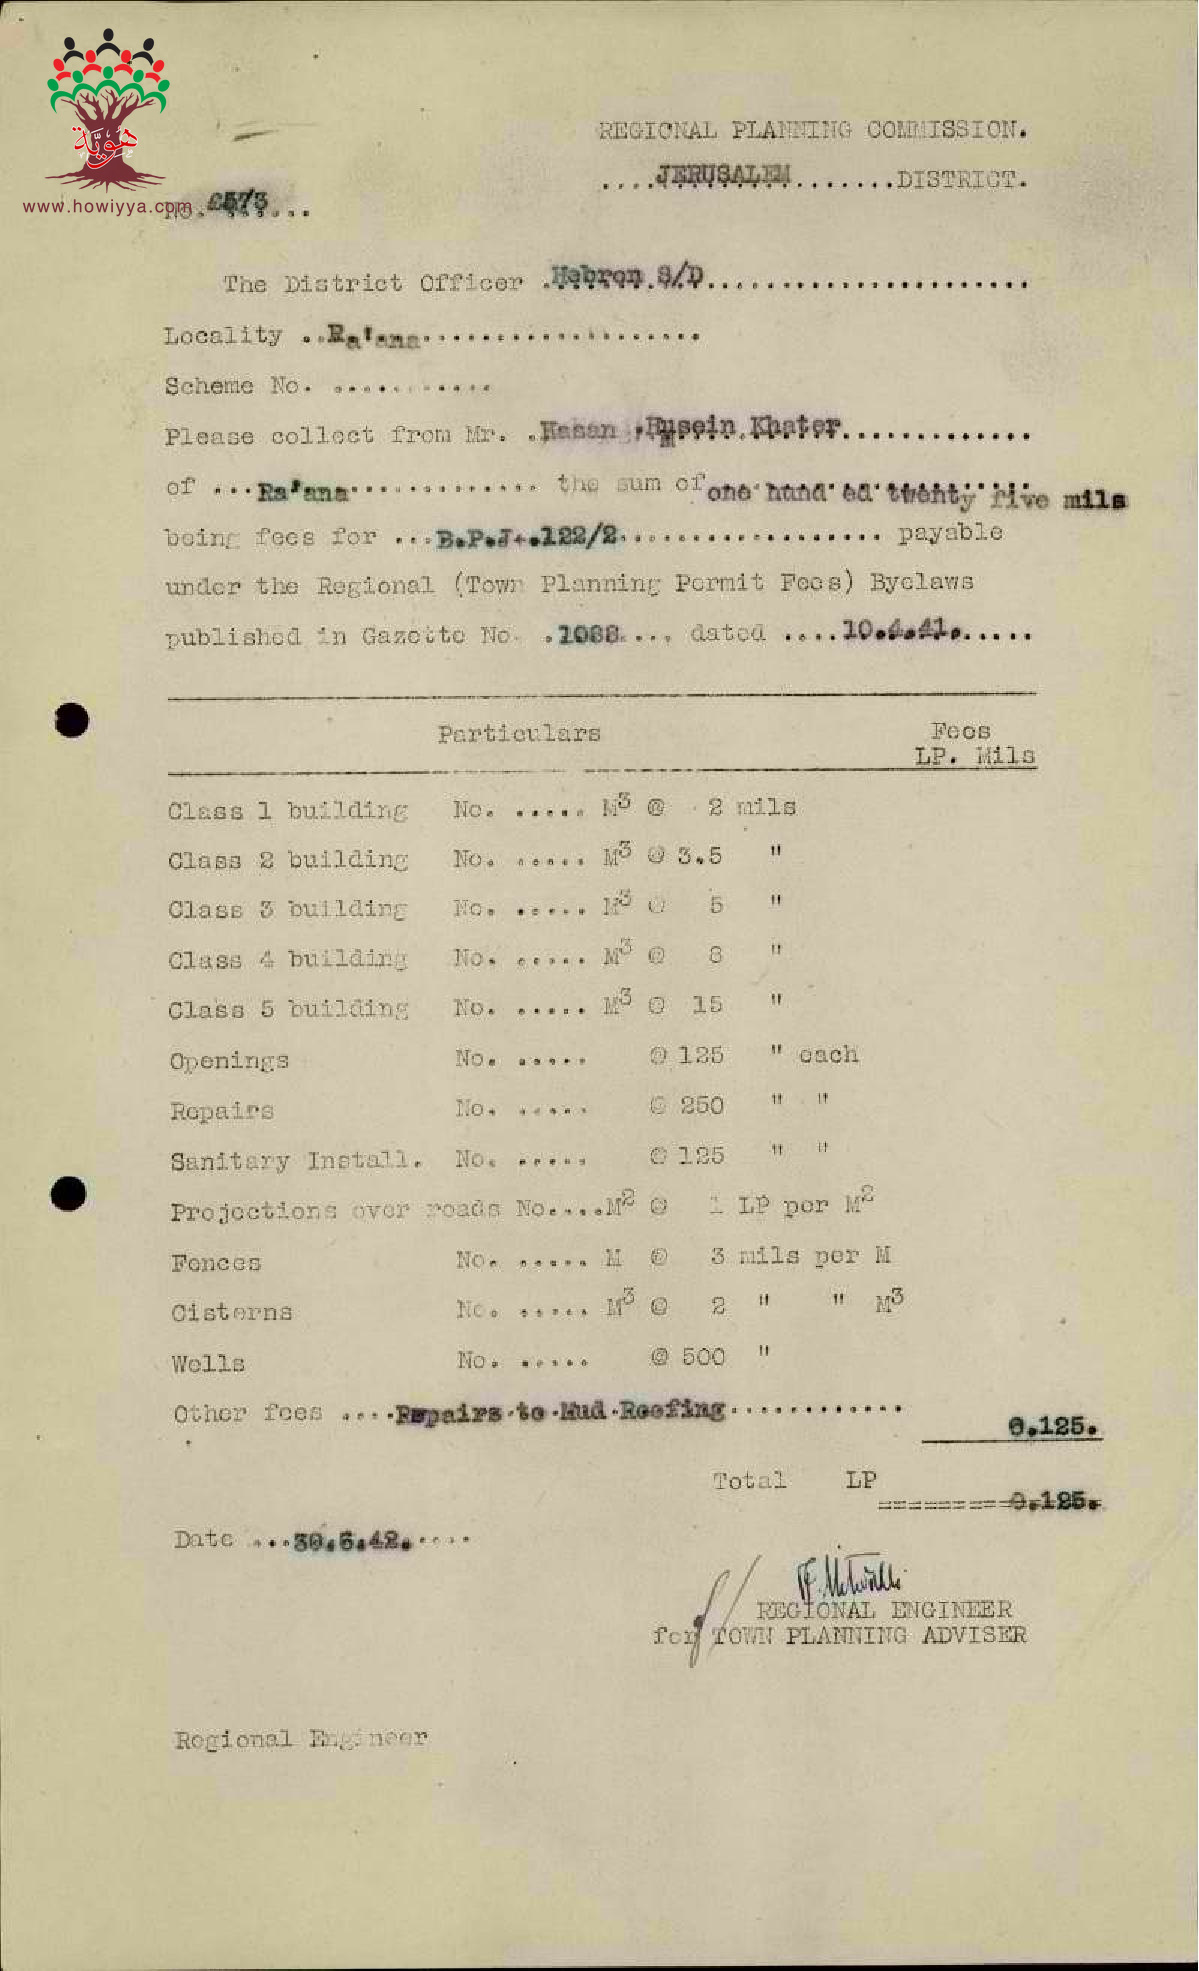 هويّة
www.howiyya.com
REGIONAL PLANNING COMMISSION.
....JERUSALEM.......DISTRICT.
No. £573...
The District Officer .Hebron S/D......................
Locality ..Ra'ana...................
Scheme No. ...........
Please collect from Mr. .Hasan Husein Khater.............
of ...Ra'ana............. the sum of one hund ed twenty five mils
being fees for ...B.P.J.122/2.................. payable
under the Regional (Town Planning Permit Fees) Byelaws
published in Gazette No. .1088.... dated ....10.4.41......
Particulars Fees
LP. Mils
Class 1 building No. ..... M³ @ 2 mils
Class 2 building No. ..... M³ @ 3.5 "
Class 3 building No. ..... M³ @ 5 "
Class 4 building No. ..... M³ @ 8 "
Class 5 building No. ..... M³ @ 15 "
Openings No. ..... @ 125 " each
Repairs No. ..... @ 250 " "
Sanitary Install. No. ..... @ 125 " "
Projections over roads No....M² @ 1 LP per M²
Fences No. ..... M @ 3 mils per M
Cisterns No. ..... M³ @ 2 " " M³
Wells No. ..... @ 500 "
Other fees ....Repairs to Mud Roofing............
0.125.
Total LP
=========0.125.
Date ...30.6.42.....
REGIONAL ENGINEER
for TOWN PLANNING ADVISER
Regional Engineer